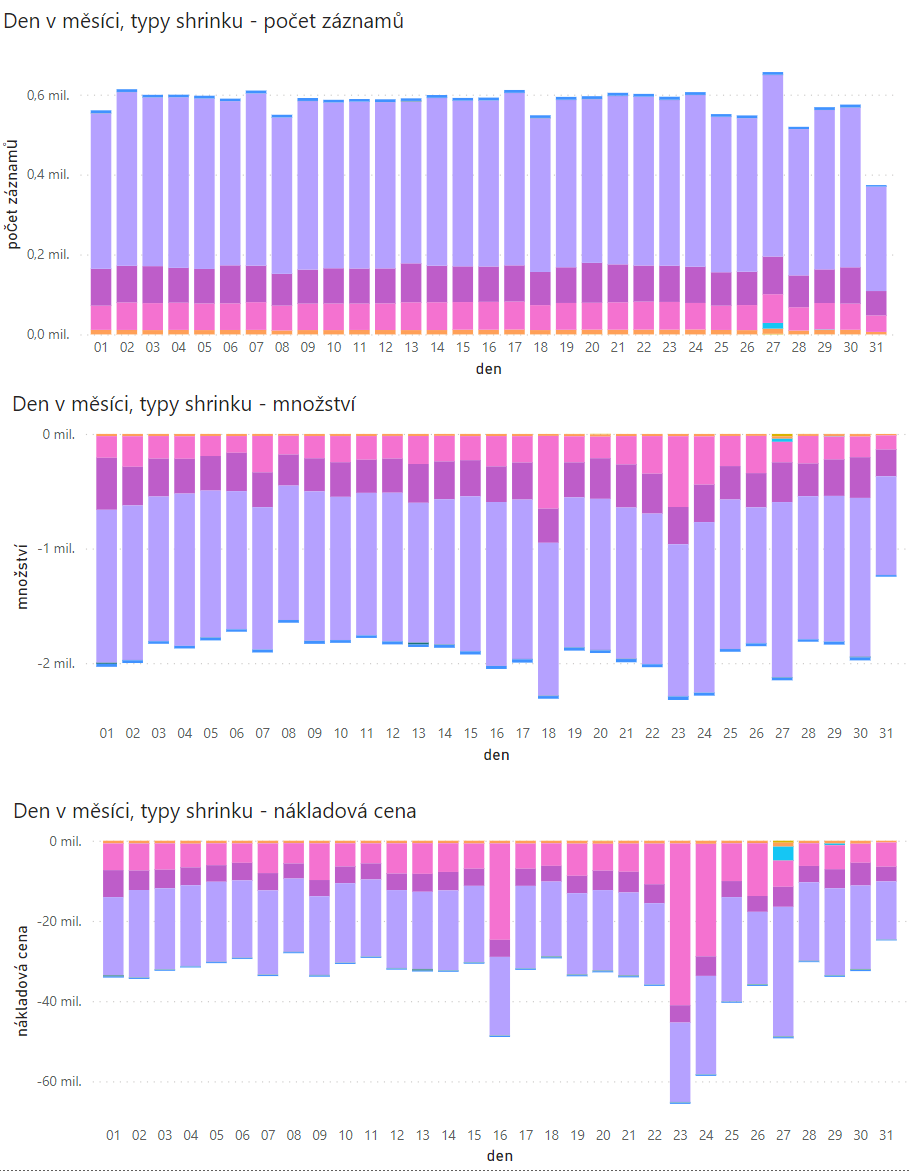 Den v měsíci, typy shrinku - počet záznamů
0,6 mil.
0,4 mil.
0,2 mil.
0,0 mil.
počet záznamů
01 02 03 04 05 06 07 08 09 10 11 12 13 14 15 16 17 18 19 20 21 22 23 24 25 26 27 28 29 30 31
den
Den v měsíci, typy shrinku - množství
0 mil.
-1 mil.
-2 mil.
množství
01 02 03 04 05 06 07 08 09 10 11 12 13 14 15 16 17 18 19 20 21 22 23 24 25 26 27 28 29 30 31
den
Den v měsíci, typy shrinku - nákladová cena
0 mil.
-20 mil.
-40 mil.
-60 mil.
nákladová cena
01 02 03 04 05 06 07 08 09 10 11 12 13 14 15 16 17 18 19 20 21 22 23 24 25 26 27 28 29 30 31
den